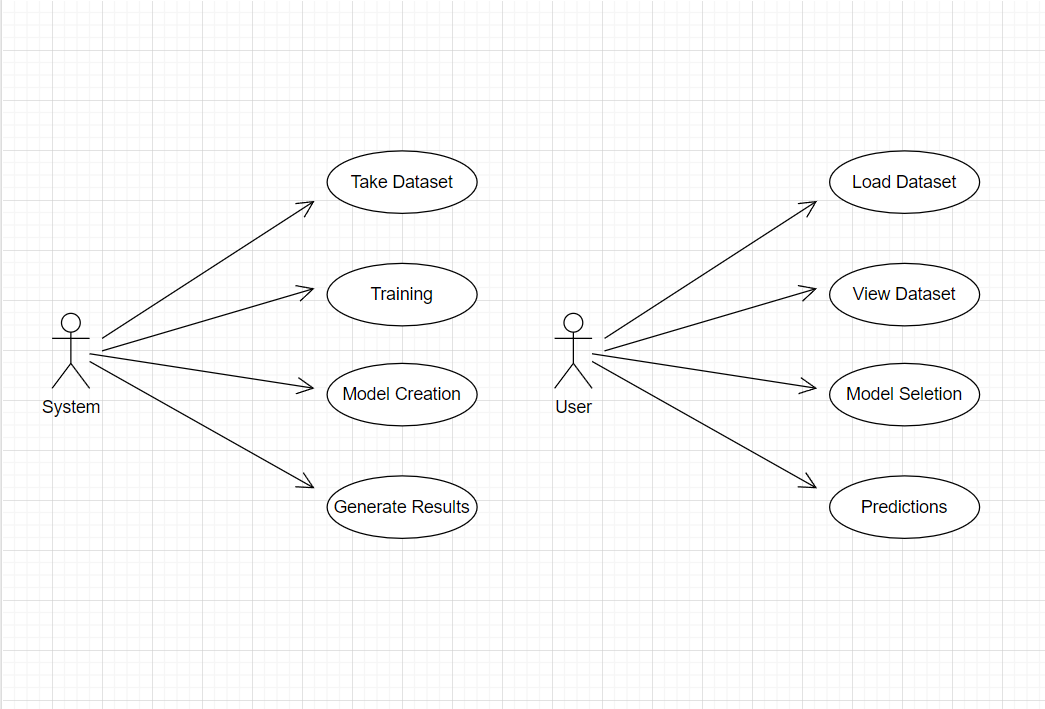 Take Dataset
Training
Model Creation
Generate Results
System
Load Dataset
View Dataset
Model Seletion
Predictions
User